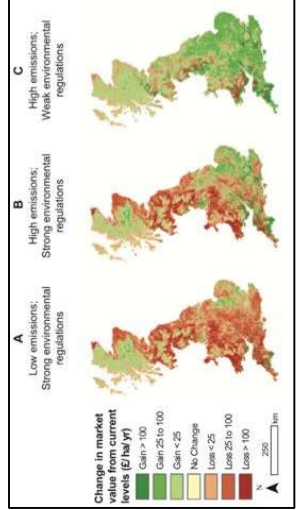 A
Low emissions;
Strong environmental
regulations
B
High emissions;
Strong environmental
regulations
C
High emissions;
Weak environmental
regulations
Change in market
value from current
levels (£/ha/yr)
Gain > 100
Gain 25 to 100
Gain < 25
No Change
Loss < 25
Loss 25 to 100
Loss > 100
N
250
km